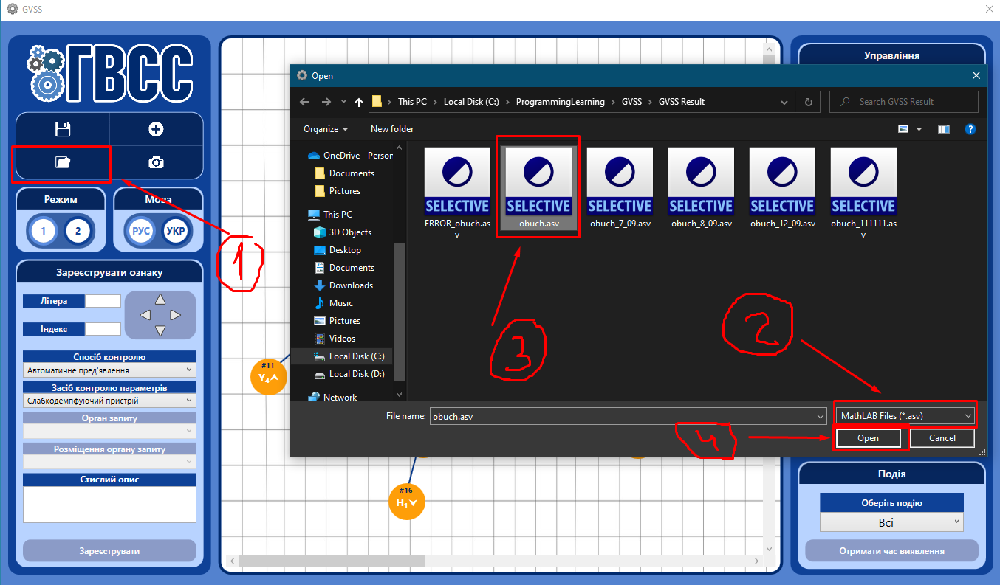 GVSS
ГВСС
Режим
Мова
1
2
РУС
УКР
Зареєструвати ознаку
Літера
Індекс
Спосіб контролю
Автоматичне пред'явлення
Засіб контролю параметрів
Слабкодемпфуючий пристрій
Орган запиту
Розміщення органу запиту
Стислий опис
Зареєструвати
1
#11
Y4
#16
H1
Open
This PC
Local Disk (C:)
ProgrammingLearning
GVSS
GVSS Result
Search GVSS Result
Organize
New folder
?
OneDrive - Person
Documents
Pictures
This PC
3D Objects
Desktop
Documents
Downloads
Music
Pictures
Videos
Local Disk (C:)
Local Disk (D:)
Network
SELECTIVE
ERROR_obuch.as
v
SELECTIVE
obuch.asv
SELECTIVE
obuch_7_09.asv
SELECTIVE
obuch_8_09.asv
SELECTIVE
obuch_12_09.asv
SELECTIVE
obuch_111111.as
v
3
2
File name:
obuch.asv
MathLAB Files (*.asv)
4
Open
Cancel
Управління
Подія
Оберіть подію
Всі
Отримати час виявлення